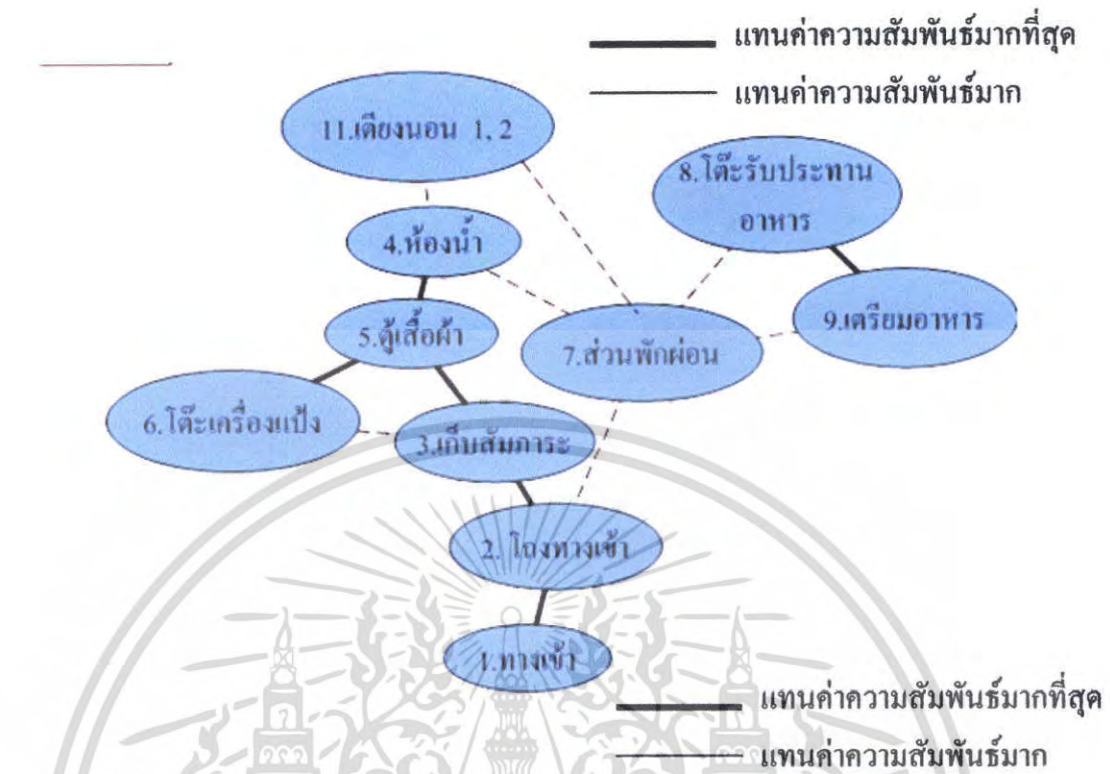 แทนค่าความสัมพันธ์มากที่สุด
แทนค่าความสัมพันธ์มาก
11.เตียงนอน 1, 2
8.โต๊ะรับประทาน
อาหาร
4.ห้องน้ำ
9.เตรียมอาหาร
5.ตู้เสื้อผ้า
7.ส่วนพักผ่อน
6.โต๊ะเครื่องแป้ง
3.เก็บสัมภาระ
2. โถงทางเข้า
1.ทางเข้า
แทนค่าความสัมพันธ์มากที่สุด
แทนค่าความสัมพันธ์มาก